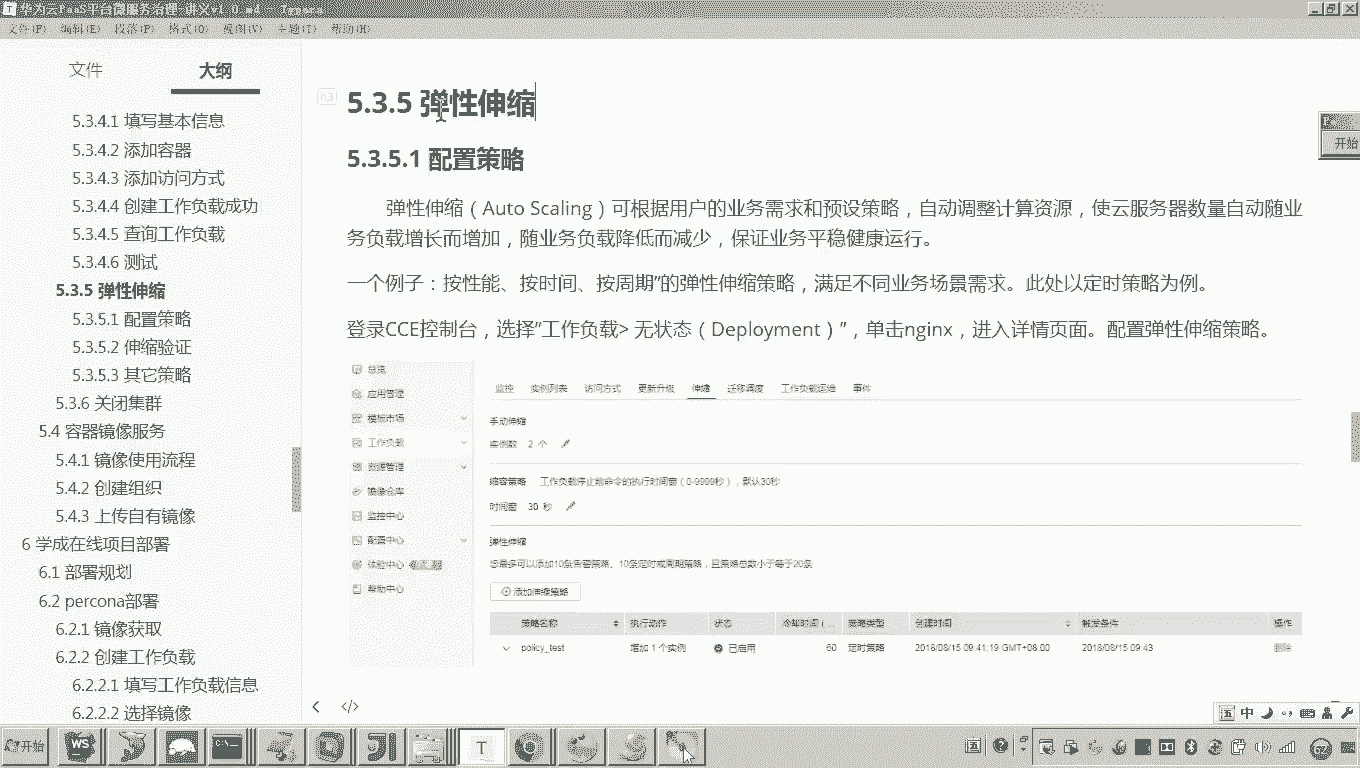 华为云PaaS平台微服务治理-讲义v1.0.md - Typora
文件(F) 编辑(E) 段落(P) 格式(O) 视图(V) 主题(T) 帮助(H)
文件 大纲
5.3.4.1 填写基本信息
5.3.4.2 添加容器
5.3.4.3 添加访问方式
5.3.4.4 创建工作负载成功
5.3.4.5 查询工作负载
5.3.4.6 测试
5.3.5 弹性伸缩
5.3.5.1 配置策略
5.3.5.2 伸缩验证
5.3.5.3 其它策略
5.3.6 关闭集群
5.4 容器镜像服务
5.4.1 镜像使用流程
5.4.2 创建组织
5.4.3 上传自有镜像
6 学成在线项目部署
6.1 部署规划
6.2 percona部署
6.2.1 镜像获取
6.2.2 创建工作负载
6.2.2.1 填写工作负载信息
6.2.2.2 选择镜像
h3
5.3.5 弹性伸缩
5.3.5.1 配置策略
弹性伸缩（Auto Scaling）可根据用户的业务需求和预设策略，自动调整计算资源，使云服务器数量自动随业
务负载增长而增加，随业务负载降低而减少，保证业务平稳健康运行。
一个例子：按性能、按时间、按周期”的弹性伸缩策略，满足不同业务场景需求。此处以定时策略为例。
登录CCE控制台，选择“工作负载> 无状态（Deployment）”，单击nginx，进入详情页面。配置弹性伸缩策略。
总览
应用管理
模板市场
工作负载
资源管理
镜像仓库
监控中心
配置中心
体验中心
帮助中心
监控 实例列表 访问方式 更新升级 伸缩 迁移调度 工作负载运维 事件
手动伸缩
实例数 2 个
缩容策略 工作负载停止前命令的执行时间窗（0-9999秒），默认30秒
时间窗 30 秒
弹性伸缩
您最多可以添加10条告警策略、10条定时或周期策略，且策略总数小于等于20条
添加伸缩策略
策略名称 执行动作 状态 冷却时间（... 策略类型 创建时间 触发条件 操作
policy_test 增加 1 个实例 已启用 60 定时策略 2018/08/15 09:41:19 GMT+08:00 2018/08/15 09:43 删除
开始
开始
五 中